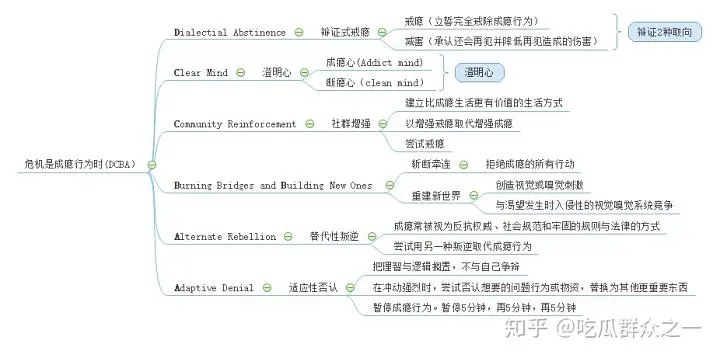 危机是成瘾行为时(DCBA)
Dialectial Abstinence
辩证式戒瘾
戒瘾(立誓完全戒除成瘾行为)
减害(承认还会再犯并降低再犯造成的伤害)
辩证2种取向
Clear Mind
澄明心
成瘾心(Addict mind)
断瘾心(clean mind)
澄明心
Community Reinforcement
社群增强
建立比成瘾生活更有价值的生活方式
以增强戒瘾取代增强成瘾
尝试戒瘾
Burning Bridges and Building New Ones
斩断牵连
拒绝成瘾的所有行动
重建新世界
创造视觉或嗅觉刺激
与渴望发生时入侵性的视觉嗅觉系统竞争
Alternate Rebellion
替代性叛逆
成瘾常被视为反抗权威、社会规范和牢固的规则与法律的方式
尝试用另一种叛逆取代成瘾行为
Adaptive Denial
适应性否认
把理智与逻辑搁置,不与自己争辩
在冲动强烈时,尝试否认想要的问题行为或物资,替换为其他更重要东西
暂停成瘾行为。暂停5分钟,再5分钟,再5分钟
知乎 @吃瓜群众之一